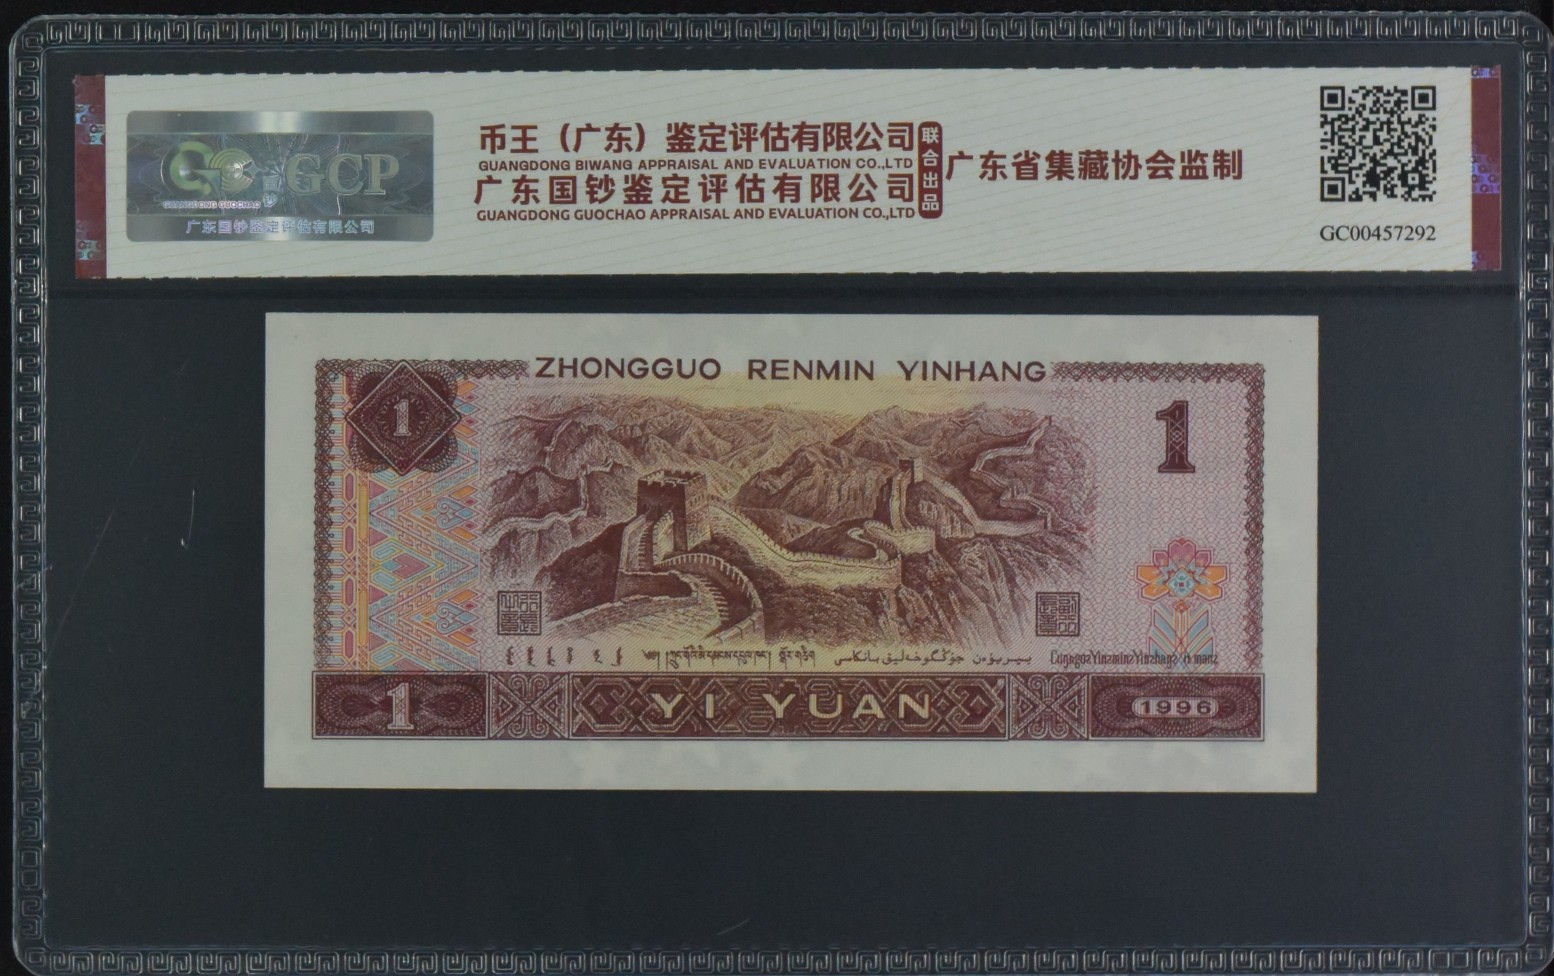 GCP
GUANGDONG GUOCHAO
广东国钞鉴定评估有限公司
币王（广东）鉴定评估有限公司
GUANGDONG BIWANG APPRAISAL AND EVALUATION CO.,LTD
广东国钞鉴定评估有限公司
GUANGDONG GUOCHAO APPRAISAL AND EVALUATION CO.,LTD
联合出品
广东省集藏协会监制
GC00457292
ZHONGGUO RENMIN YINHANG
1
1
1
YI YUAN
1996